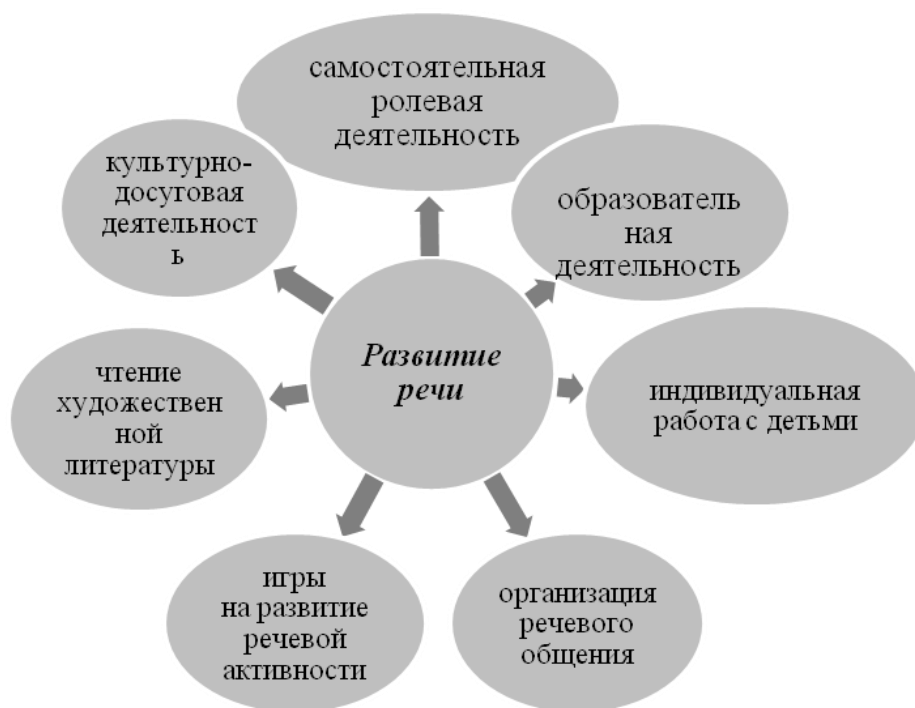 самостоятельная
ролевая
деятельность
культурно-
досуговая
деятельност
ь
образователь
ная
деятельность
Развитие
речи
чтение
художествен
ной
литературы
индивидуальная
работа с детьми
игры
на развитие
речевой
активности
организация
речевого
общения